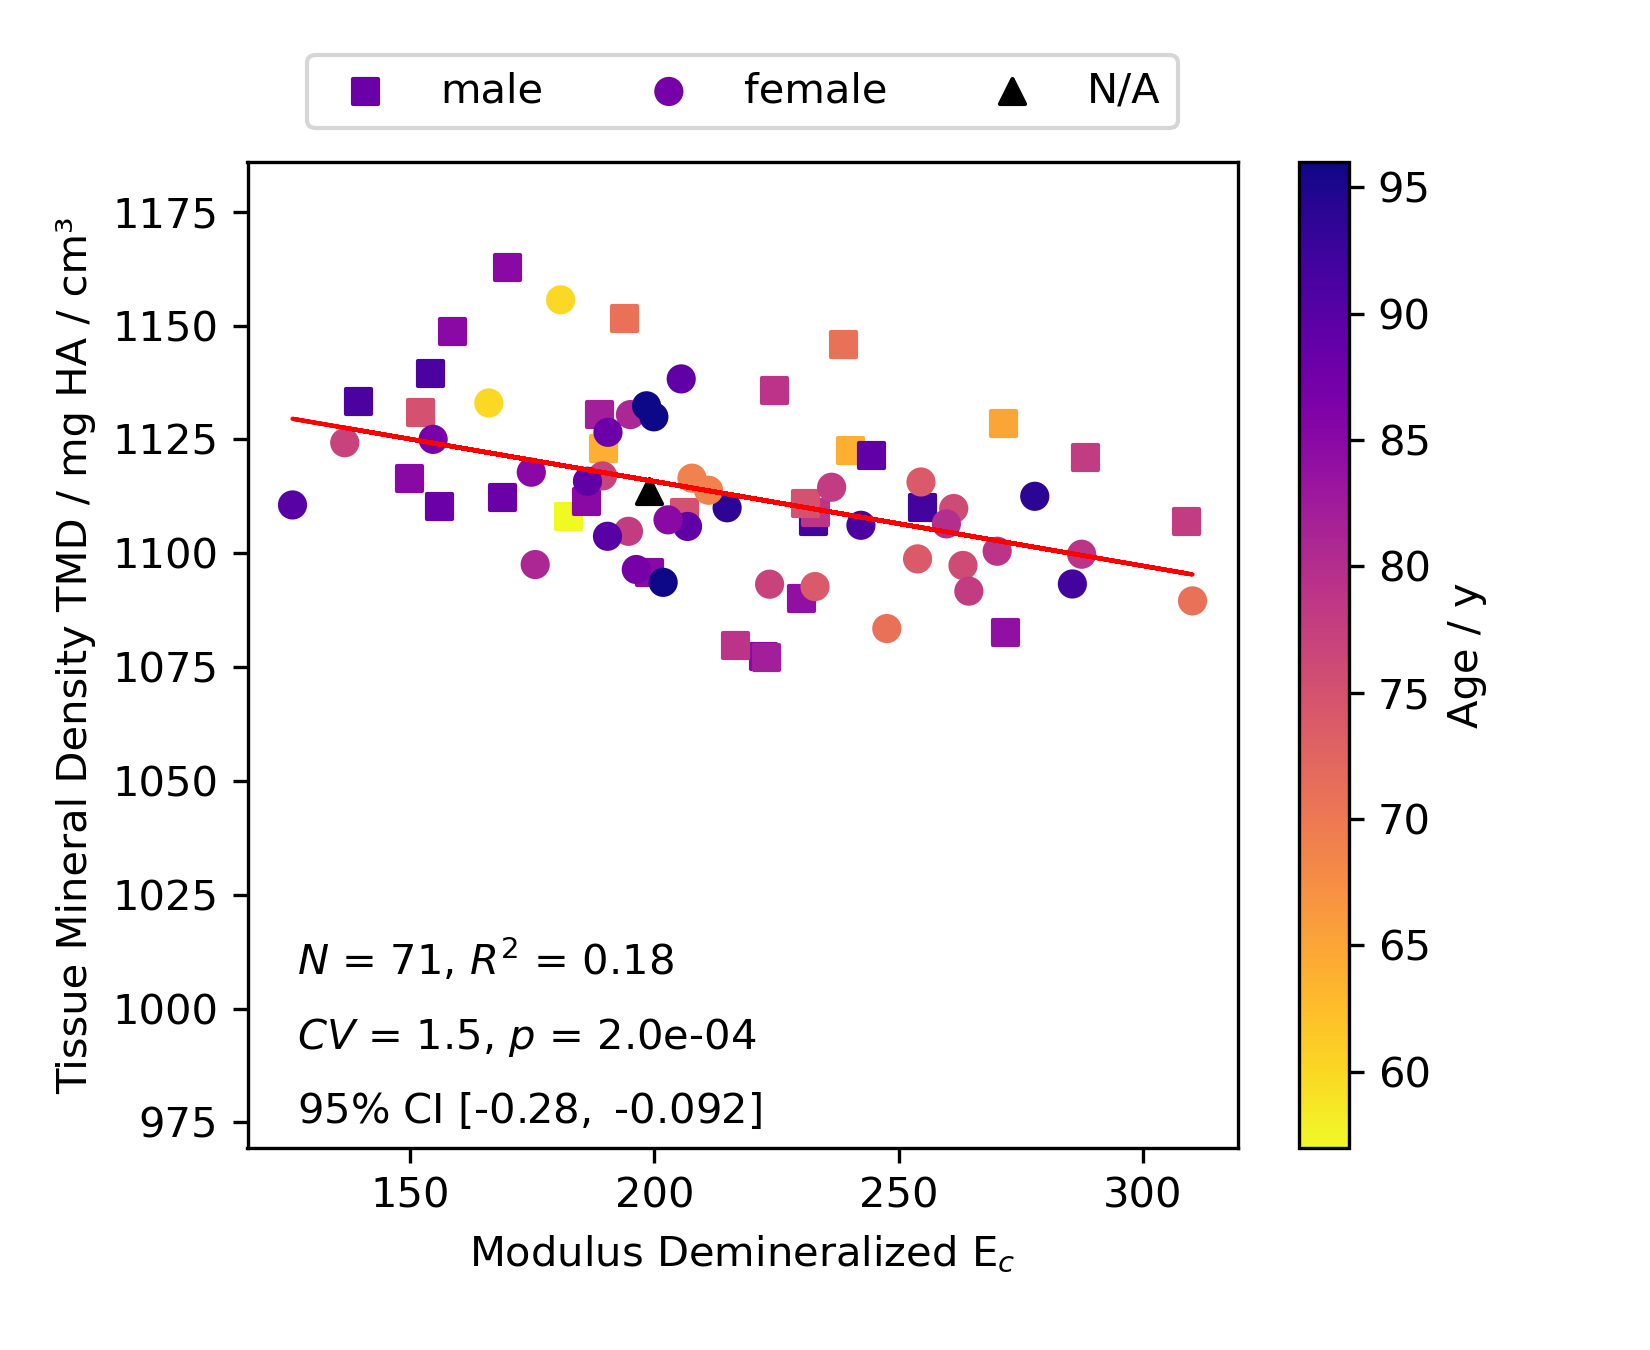 male female N/A
Tissue Mineral Density TMD / mg HA / cm³
1175
1150
1125
1100
1075
1050
1025
1000
975
N = 71, R² = 0.18
CV = 1.5, p = 2.0e-04
95% CI [-0.28, -0.092]
150 200 250 300
Modulus Demineralized E_c
95
90
85
80
75
70
65
60
Age / y